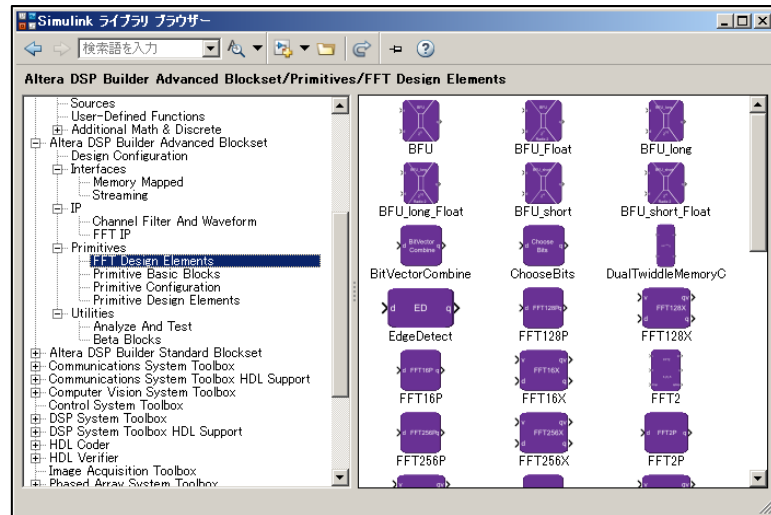 Simulink ライブラリ ブラウザー
検索語を入力
Altera DSP Builder Advanced Blockset/Primitives/FFT Design Elements
Sources
User-Defined Functions
Additional Math & Discrete
Altera DSP Builder Advanced Blockset
Design Configuration
Interfaces
Memory Mapped
Streaming
IP
Channel Filter And Waveform
FFT IP
Primitives
FFT Design Elements
Primitive Basic Blocks
Primitive Configuration
Primitive Design Elements
Utilities
Analyze And Test
Beta Blocks
Altera DSP Builder Standard Blockset
Communications System Toolbox
Communications System Toolbox HDL Support
Computer Vision System Toolbox
Control System Toolbox
DSP System Toolbox
DSP System Toolbox HDL Support
HDL Coder
HDL Verifier
Image Acquisition Toolbox
Phased Array System Toolbox
BFU BFU_Float BFU_long
BFU_long_Float BFU_short BFU_short_Float
d BitVector Combine q d Choose Bits q
BitVectorCombine ChooseBits DualTwiddleMemoryC
d ED q d FFT128P q v d FFT128X qv q
EdgeDetect FFT128P FFT128X
d FFT16P q v d FFT16X qv q
FFT16P FFT16X FFT2
d FFT256P q v d FFT256X qv q d FFT2P q
FFT256P FFT256X FFT2P